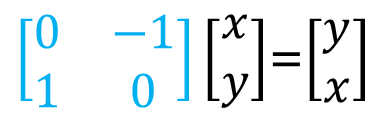 [0 −1] [x] = [y]
[1 0] [y] [x]